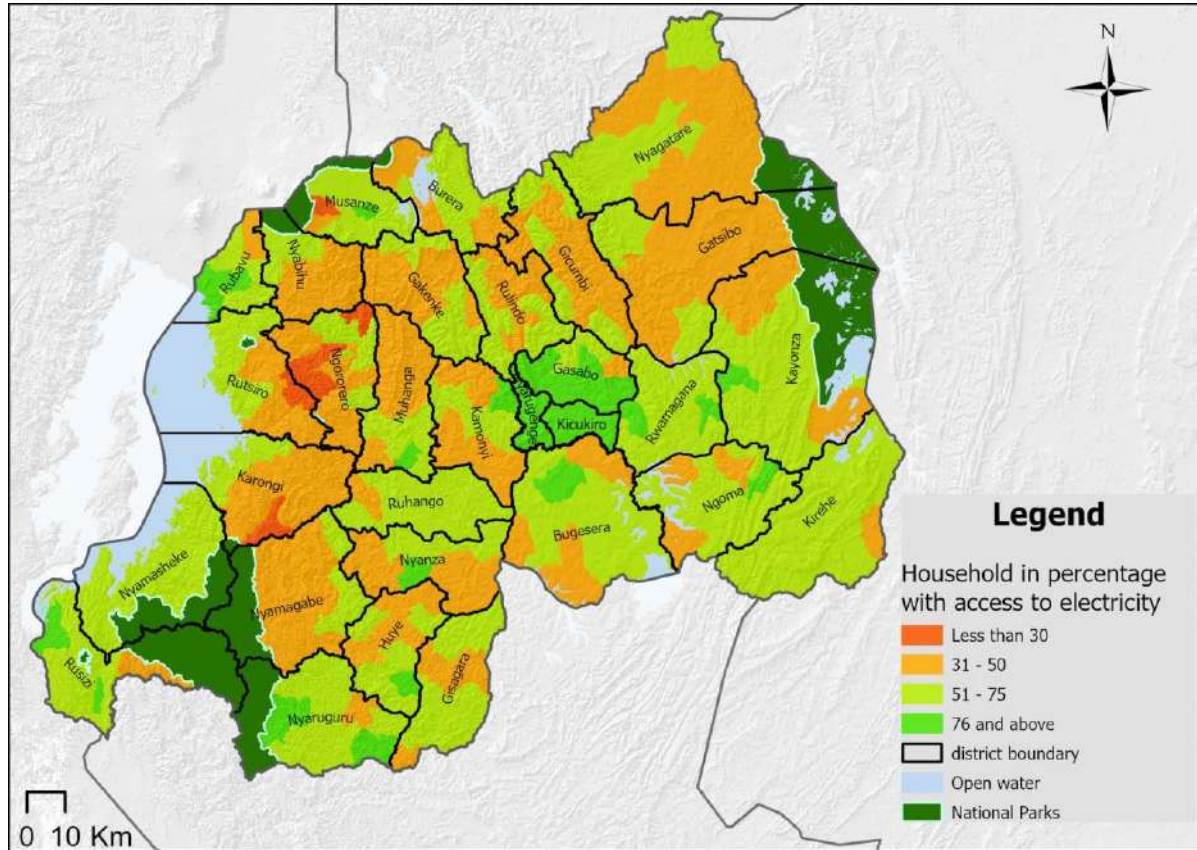 N
Nyagatare
Burera
Musanze
Gatsibo
Gicumbi
Rubavu
Nyabihu
Gakenke
Rulindo
Kayonza
Gasabo
Ngororero
Rutsiro
Muhanga
Rwamagana
Kamonyi
Nyarugenge
Kicukiro
Karongi
Ruhango
Ngoma
Kirehe
Bugesera
Nyanza
Nyamasheke
Nyamagabe
Huye
Gisagara
Rusizi
Nyaruguru
Legend
Household in percentage
with access to electricity
Less than 30
31 - 50
51 - 75
76 and above
district boundary
Open water
National Parks
0 10 Km